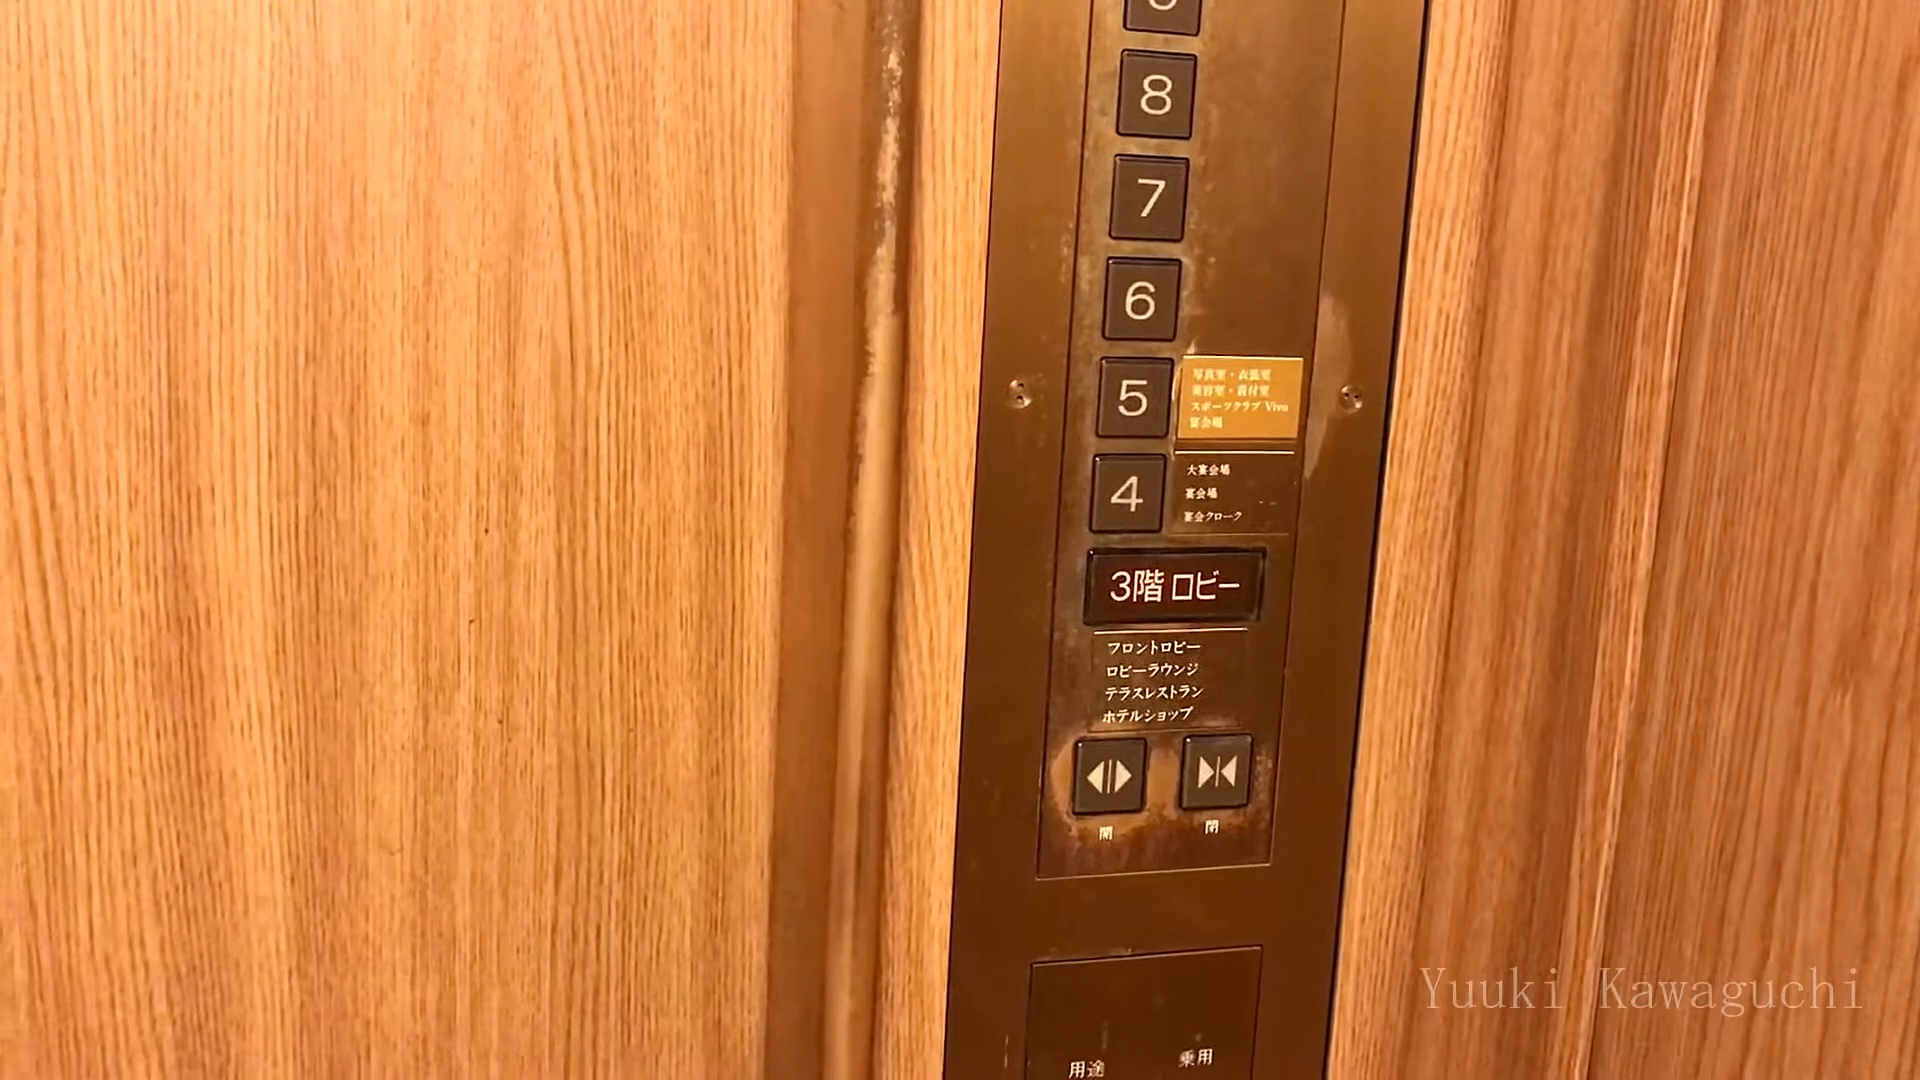 8
7
6
5
写真室・衣裳室
美容室・着付室
スポーツクラブ Viva
宴会場
4
大宴会場
宴会場
宴会クローク
3階 ロビー
フロントロビー
ロビーラウンジ
テラスレストラン
ホテルショップ
開 閉
用途 乗用
Yuuki Kawaguchi